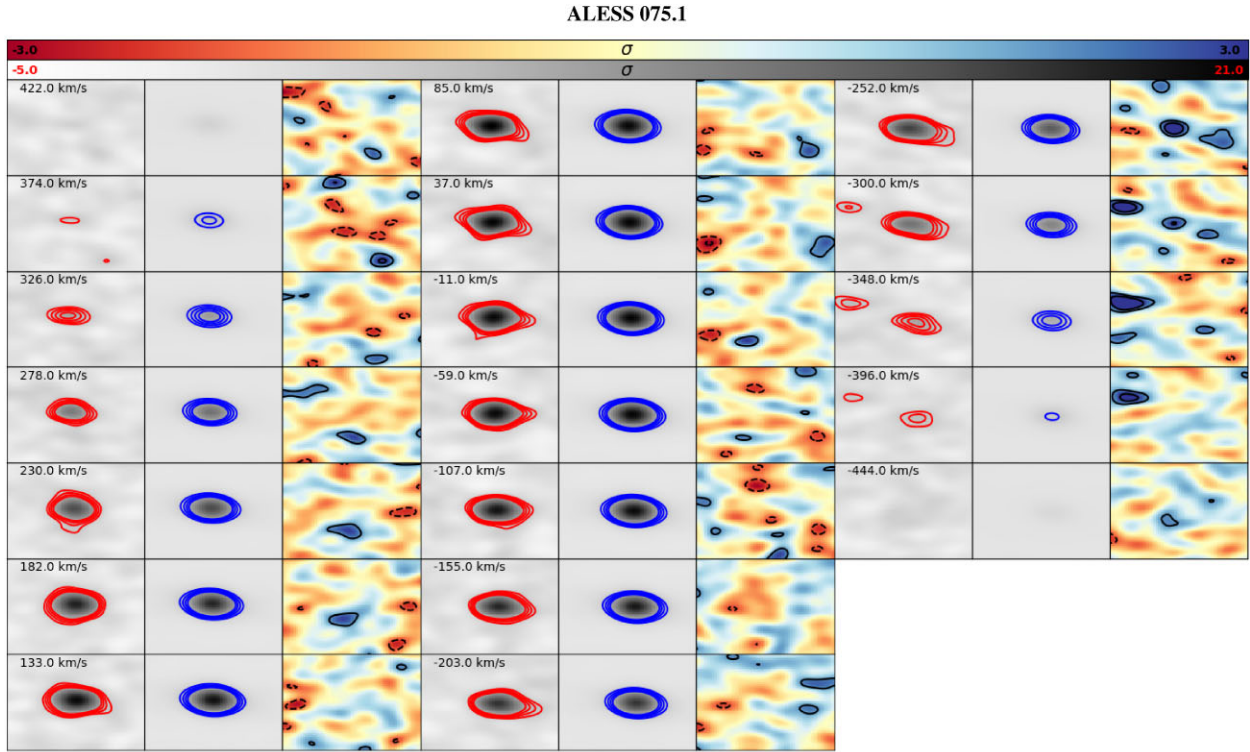 ALESS 075.1
-3.0 σ 3.0
-5.0 σ 21.0
422.0 km/s 85.0 km/s -252.0 km/s
374.0 km/s 37.0 km/s -300.0 km/s
326.0 km/s -11.0 km/s -348.0 km/s
278.0 km/s -59.0 km/s -396.0 km/s
230.0 km/s -107.0 km/s -444.0 km/s
182.0 km/s -155.0 km/s
133.0 km/s -203.0 km/s